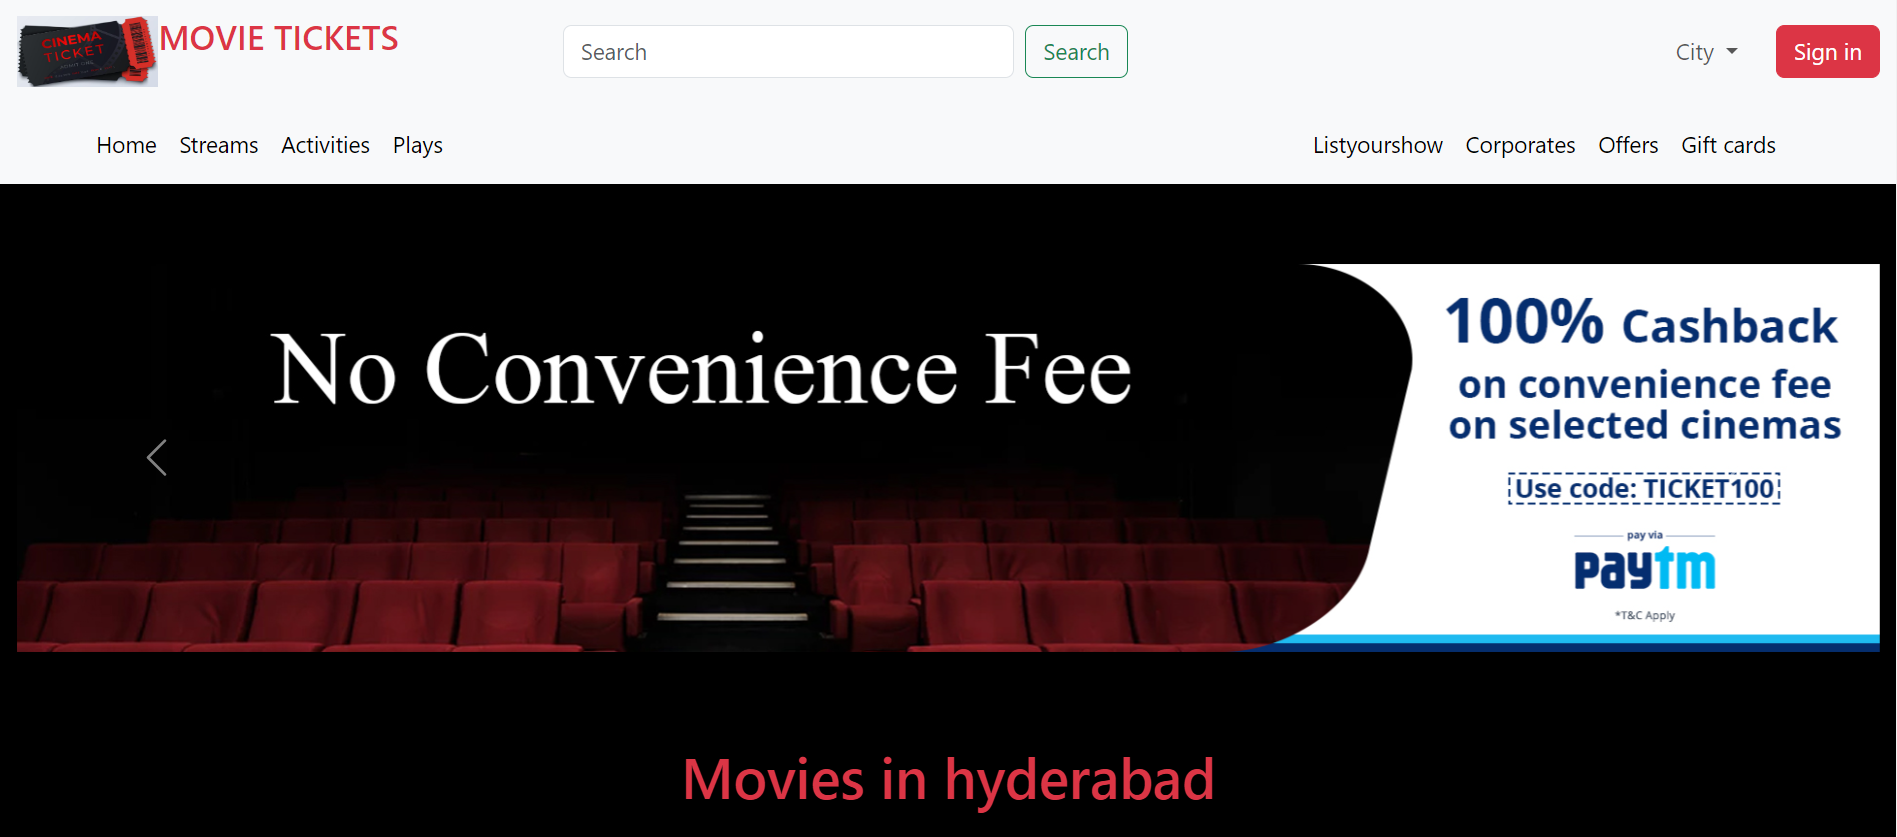 CINEMA
TICKET
MOVIE TICKETS
Search
Search
City
Sign in
Home Streams Activities Plays
Listyourshow Corporates Offers Gift cards
No Convenience Fee
100% Cashback
on convenience fee
on selected cinemas
Use code: TICKET100
pay via
paytm
*T&C Apply
Movies in hyderabad